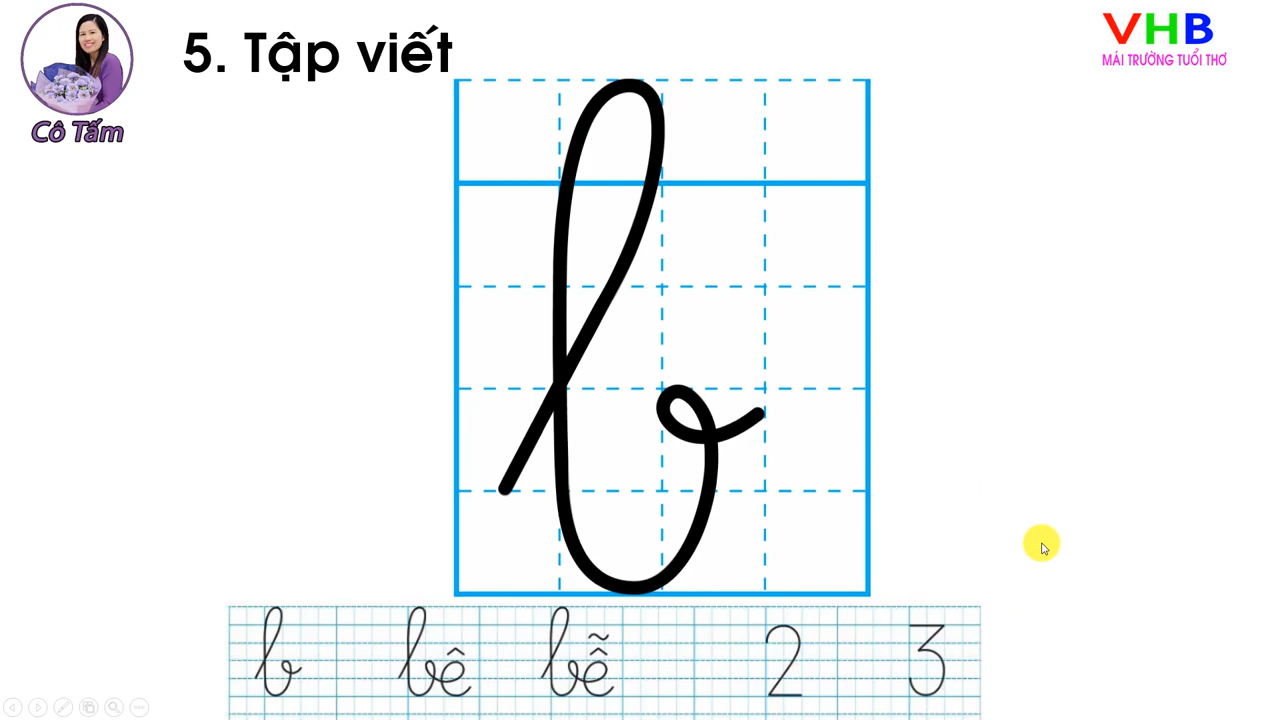 5. Tập viết
VHB
MÁI TRƯỜNG TUỔI THƠ
Cô Tấm
b
b bê bễ 2 3